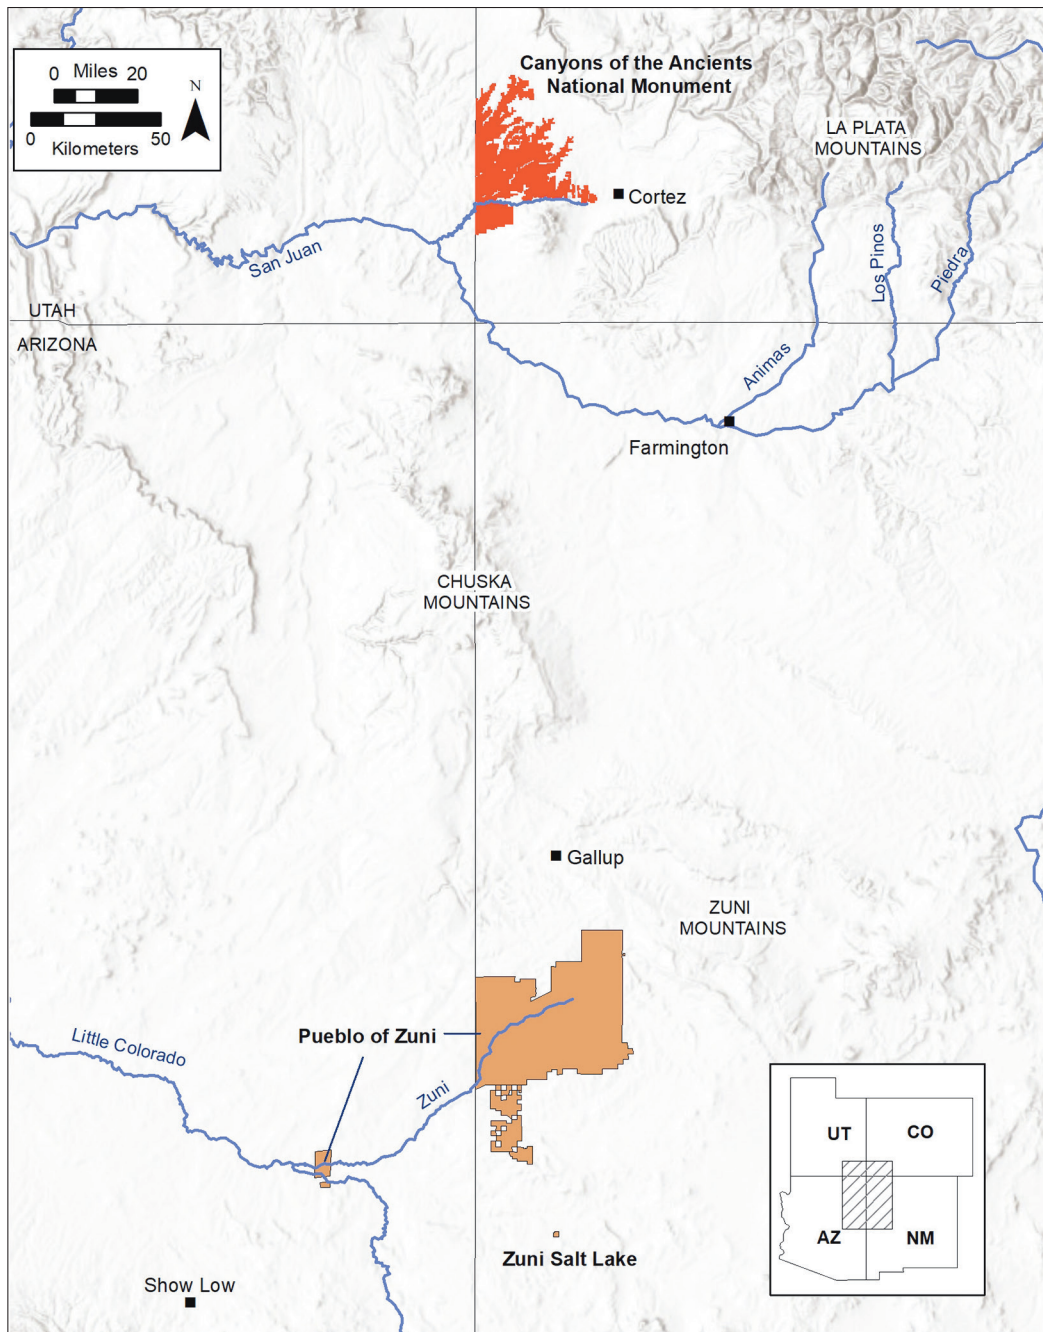 Canyons of the Ancients
National Monument
0 Miles 20
N
0 50
Kilometers
LA PLATA
MOUNTAINS
Cortez
San Juan
Los Pinos
Piedra
UTAH
ARIZONA
Animas
Farmington
CHUSKA
MOUNTAINS
Gallup
ZUNI
MOUNTAINS
Pueblo of Zuni
Little Colorado
Zuni
UT
CO
AZ
NM
Zuni Salt Lake
Show Low